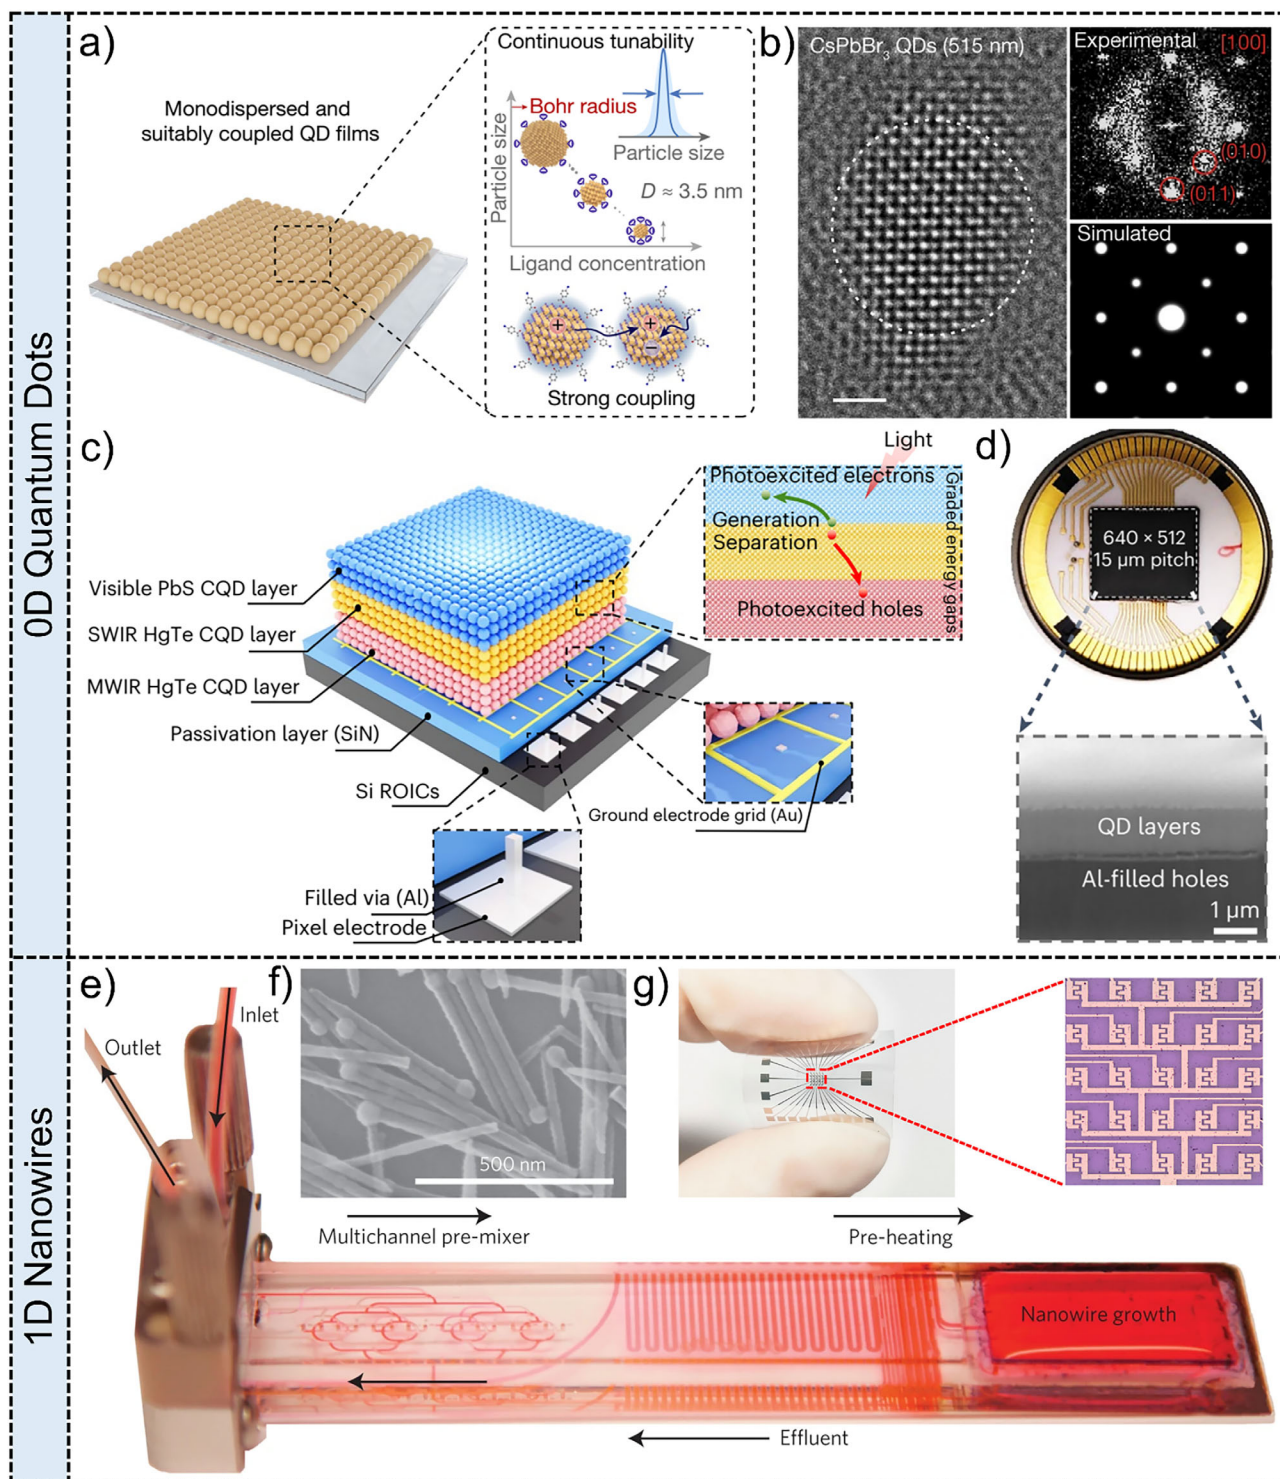 0D Quantum Dots
a)
Monodispersed and
suitably coupled QD films
Continuous tunability
Bohr radius
Particle size
Particle size
D ≈ 3.5 nm
Ligand concentration
+
+
−
Strong coupling
b)
CsPbBr₃ QDs (515 nm)
Experimental
[100]
(010)
(011)
Simulated
c)
Visible PbS CQD layer
SWIR HgTe CQD layer
MWIR HgTe CQD layer
Passivation layer (SiN)
Si ROICs
Light
Photoexcited electrons
Generation
Separation
Photoexcited holes
Graded energy gaps
Ground electrode grid (Au)
Filled via (Al)
Pixel electrode
d)
640 × 512
15 µm pitch
QD layers
Al-filled holes
1 µm
1D Nanowires
e)
Outlet
Inlet
f)
500 nm
g)
Multichannel pre-mixer
Pre-heating
Nanowire growth
Effluent